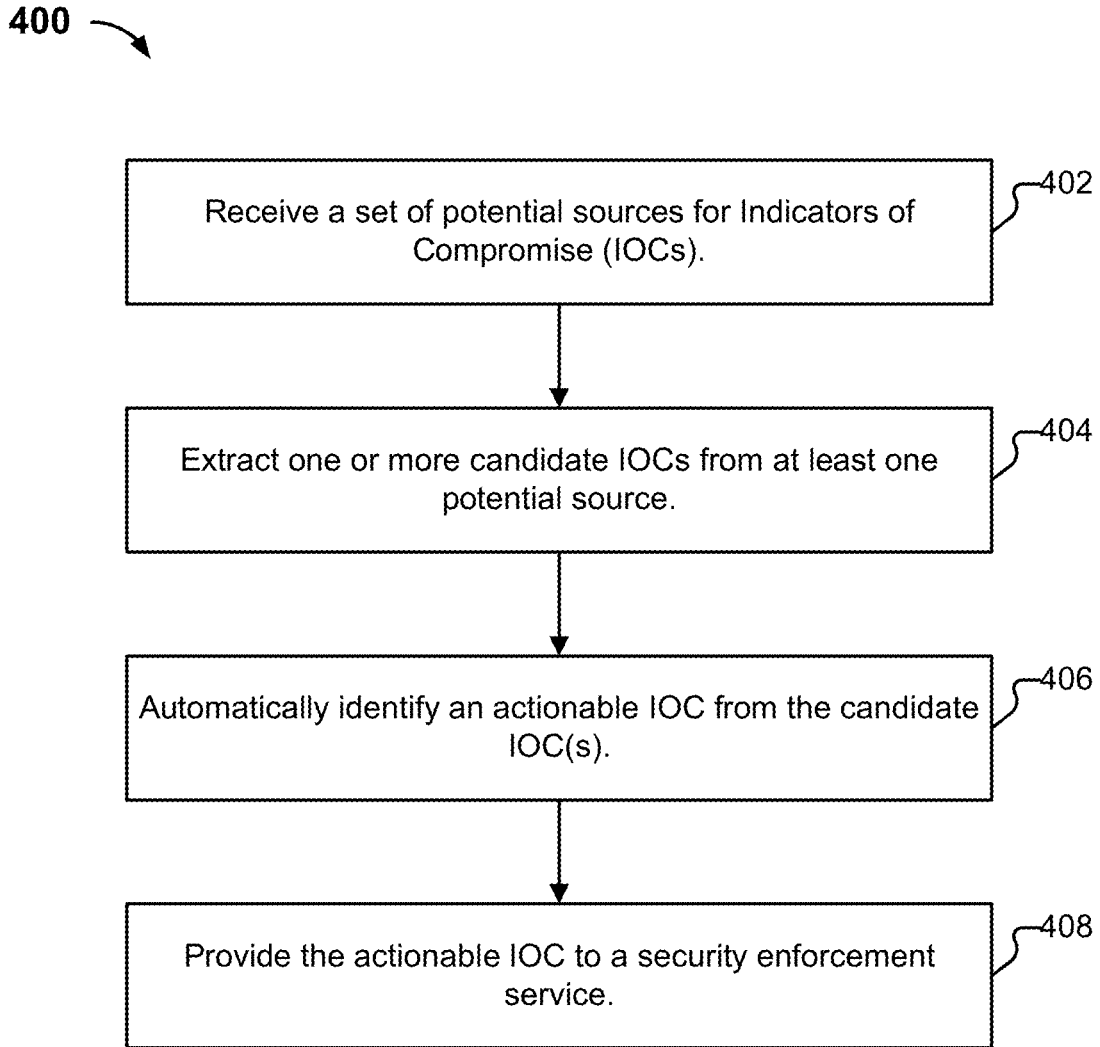 400
Receive a set of potential sources for Indicators of
Compromise (IOCs).
402
Extract one or more candidate IOCs from at least one
potential source.
404
Automatically identify an actionable IOC from the candidate
IOC(s).
406
Provide the actionable IOC to a security enforcement
service.
408